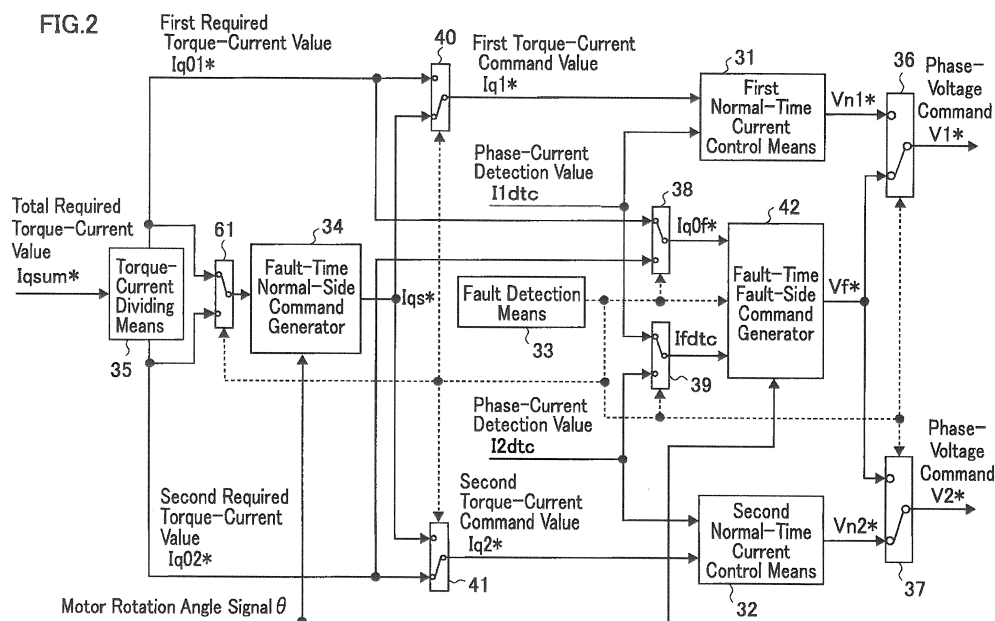 FIG.2
First Required
Torque-Current Value
Iq01*
40
First Torque-Current
Command Value
Iq1*
31
First
Normal-Time
Current
Control Means
Vn1*
36
Phase-
Voltage
Command
V1*
Phase-Current
Detection Value
I1dtc
38
Iq0f*
42
Fault-Time
Fault-Side
Command
Generator
Vf*
Total Required
Torque-Current
Value
Iqsum*
Torque-
Current
Dividing
Means
35
61
34
Fault-Time
Normal-Side
Command
Generator
Iqs*
Fault Detection
Means
33
Ifdtc
39
Phase-Current
Detection Value
I2dtc
Phase-
Voltage
Command
V2*
Second Required
Torque-Current
Value
Iq02*
Second
Torque-Current
Command Value
Iq2*
41
Second
Normal-Time
Current
Control Means
32
Vn2*
37
Motor Rotation Angle Signal θ